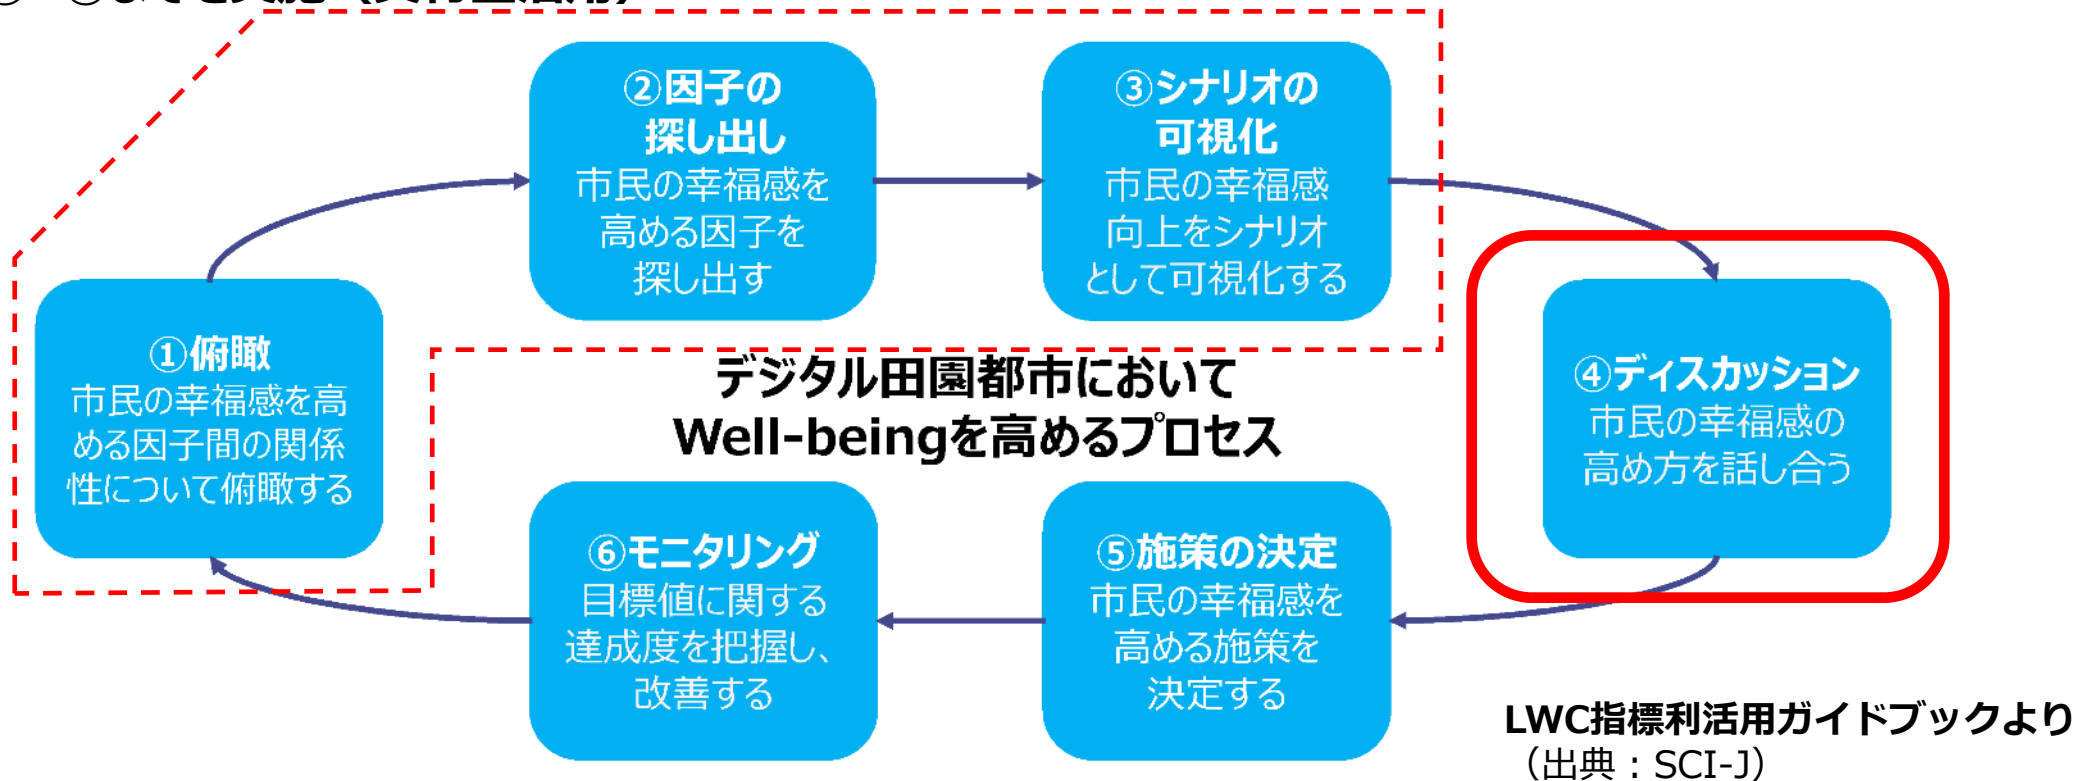 までを実施（交付金活用）
②因子の
探し出し
市民の幸福感を
高める因子を
探し出す
③シナリオの
可視化
市民の幸福感
向上をシナリオ
として可視化する
①俯瞰
市民の幸福感を高
める因子間の関係
性について俯瞰する
デジタル田園都市において
Well-beingを高めるプロセス
④ディスカッション
市民の幸福感の
高め方を話し合う
⑥モニタリング
目標値に関する
達成度を把握し、
改善する
⑤施策の決定
市民の幸福感を
高める施策を
決定する
LWC指標利活用ガイドブックより
（出典：SCI-J）